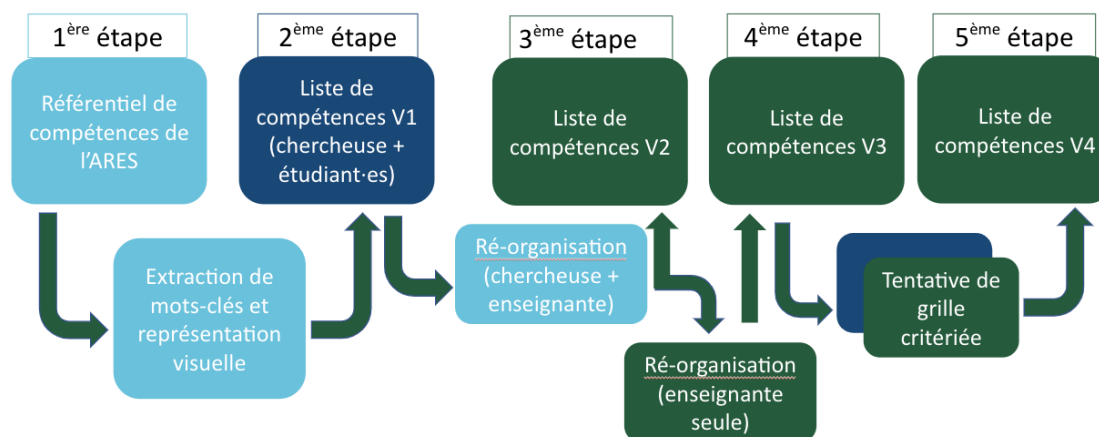 1ère étape
Référentiel de
compétences de
l'ARES
Extraction de
mots-clés et
représentation
visuelle
2ème étape
Liste de
compétences V1
(chercheuse +
étudiant·es)
Ré-organisation
(chercheuse +
enseignante)
3ème étape
Liste de
compétences V2
Ré-organisation
(enseignante
seule)
4ème étape
Liste de
compétences V3
Tentative de
grille
critériée
5ème étape
Liste de
compétences V4